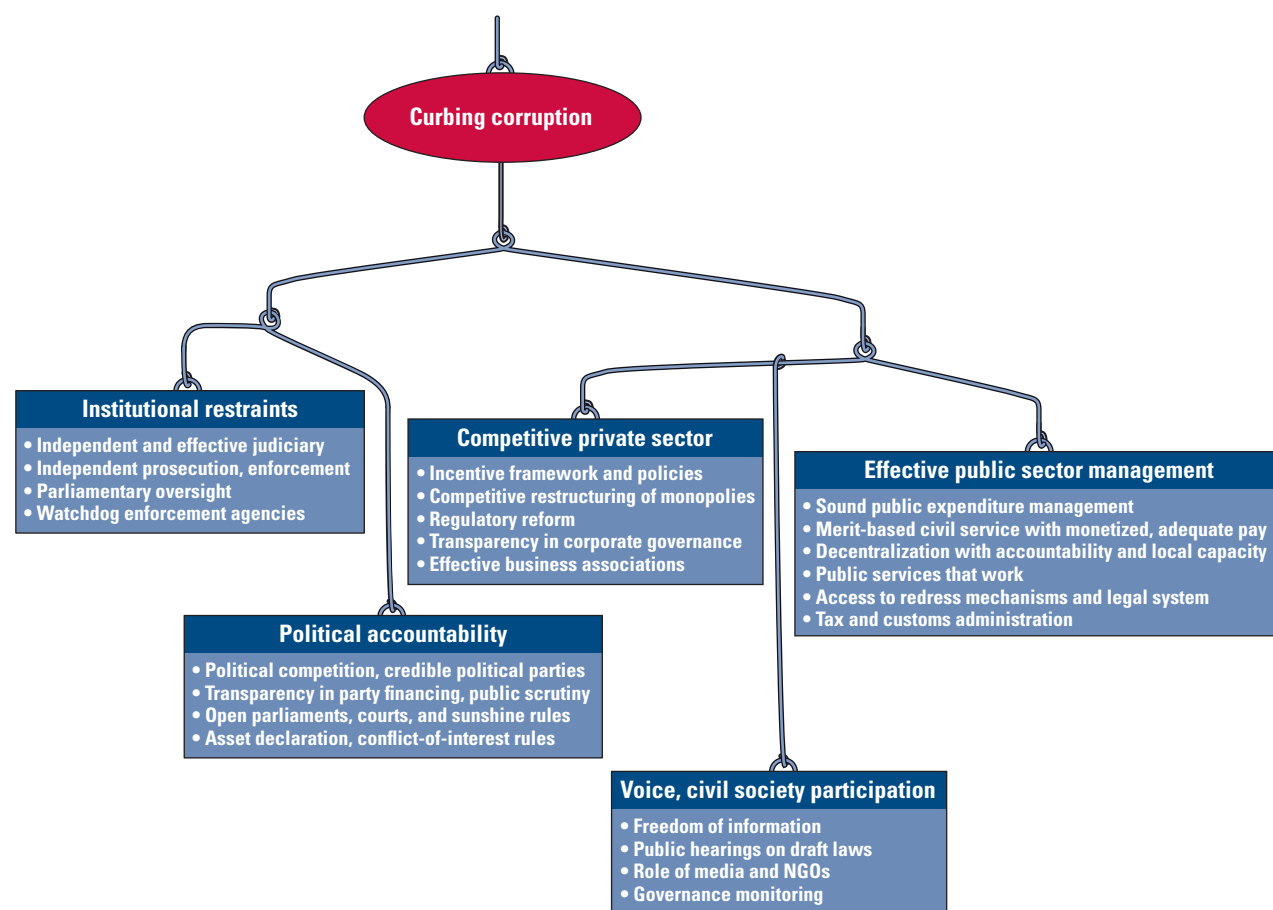 Curbing corruption
Institutional restraints
• Independent and effective judiciary
• Independent prosecution, enforcement
• Parliamentary oversight
• Watchdog enforcement agencies
Competitive private sector
• Incentive framework and policies
• Competitive restructuring of monopolies
• Regulatory reform
• Transparency in corporate governance
• Effective business associations
Effective public sector management
• Sound public expenditure management
• Merit-based civil service with monetized, adequate pay
• Decentralization with accountability and local capacity
• Public services that work
• Access to redress mechanisms and legal system
• Tax and customs administration
Political accountability
• Political competition, credible political parties
• Transparency in party financing, public scrutiny
• Open parliaments, courts, and sunshine rules
• Asset declaration, conflict-of-interest rules
Voice, civil society participation
• Freedom of information
• Public hearings on draft laws
• Role of media and NGOs
• Governance monitoring